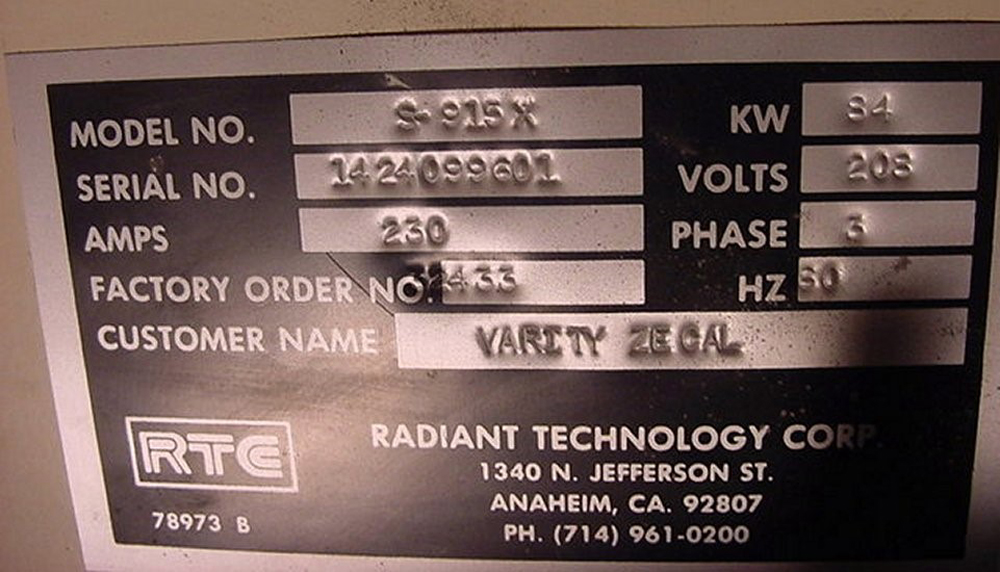 MODEL NO. S-915X KW 84
SERIAL NO. 1424099601 VOLTS 208
AMPS 230 PHASE 3
FACTORY ORDER NO. 32433 HZ 60
CUSTOMER NAME VARITY ZECAL
RTC RADIANT TECHNOLOGY CORP.
1340 N. JEFFERSON ST.
ANAHEIM, CA. 92807
78973 B PH. (714) 961-0200